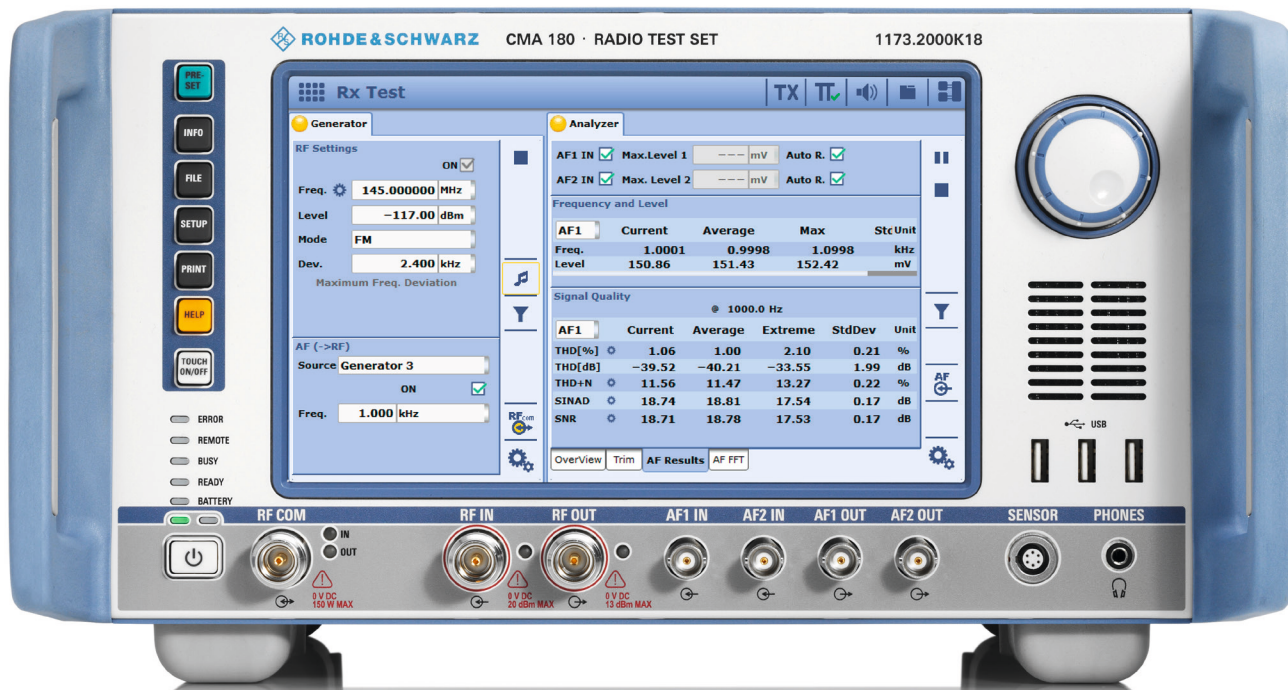 ROHDE & SCHWARZ CMA 180 · RADIO TEST SET 1173.2000K18
PRE-
SET
INFO
FILE
SETUP
PRINT
HELP
TOUCH
ON/OFF
ERROR
REMOTE
BUSY
READY
BATTERY
Rx Test TX
Generator
RF Settings
ON
Freq. 145.000000 MHz
Level −117.00 dBm
Mode FM
Dev. 2.400 kHz
Maximum Freq. Deviation
AF (->RF)
Source Generator 3
ON
Freq. 1.000 kHz
RFcom
Analyzer
AF1 IN Max.Level 1 −−− mV Auto R.
AF2 IN Max. Level 2 −−− mV Auto R.
Frequency and Level
AF1 Current Average Max Stc Unit
Freq. 1.0001 0.9998 1.0998 kHz
Level 150.86 151.43 152.42 mV
Signal Quality
@ 1000.0 Hz
AF1 Current Average Extreme StdDev Unit
THD[%] 1.06 1.00 2.10 0.21 %
THD[dB] −39.52 −40.21 −33.55 1.99 dB
THD+N 11.56 11.47 13.27 0.22 %
SINAD 18.74 18.81 17.54 0.17 dB
SNR 18.71 18.78 17.53 0.17 dB
OverView Trim AF Results AF FFT
AF
USB
RF COM RF IN RF OUT AF1 IN AF2 IN AF1 OUT AF2 OUT SENSOR PHONES
IN
OUT
0 V DC
150 W MAX
0 V DC
20 dBm MAX
0 V DC
13 dBm MAX